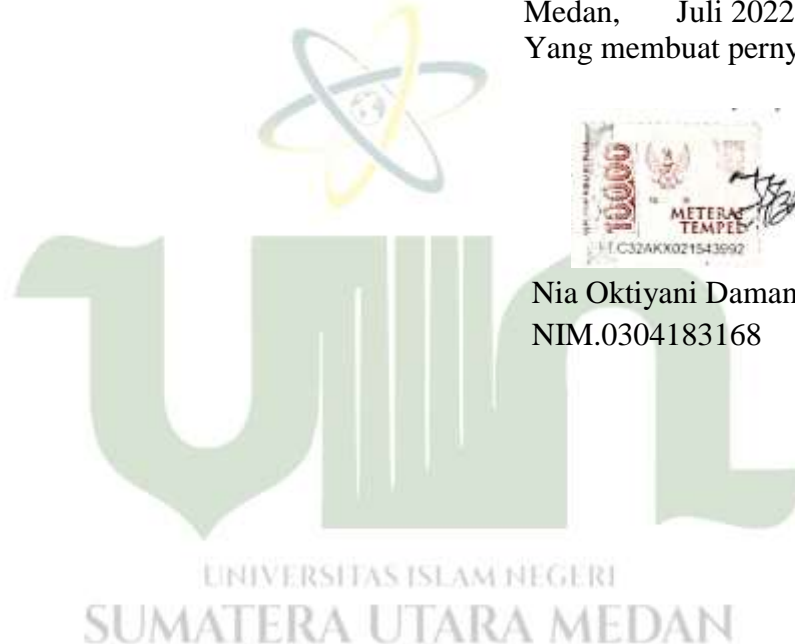 Medan, Juli 2022
Yang membuat perny
10000
METERAI
TEMPEL
C32AKX021543992
Nia Oktiyani Daman
NIM.0304183168
UIN
UNIVERSITAS ISLAM NEGERI
SUMATERA UTARA MEDAN